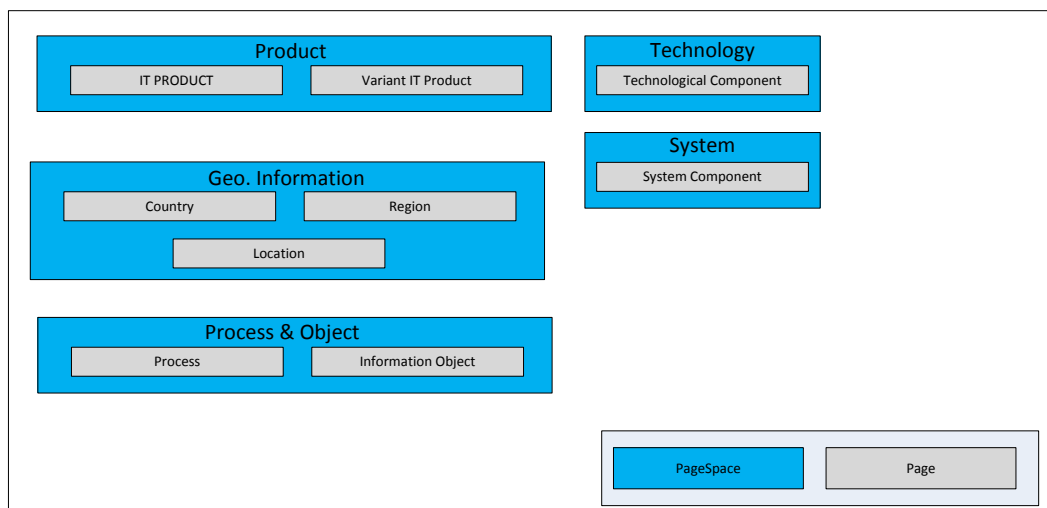 Product
IT PRODUCT
Variant IT Product
Technology
Technological Component
System
System Component
Geo. Information
Country
Region
Location
Process & Object
Process
Information Object
PageSpace
Page